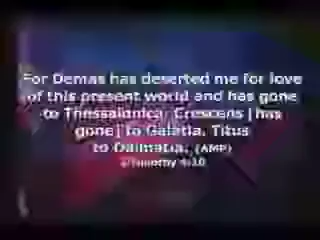 For Demas has deserted me for love
of this present world and has gone
to Thessalonica; Crescens [has
gone] to Galatia, Titus
to Dalmatia. (AMP)
2 Timothy 4:10